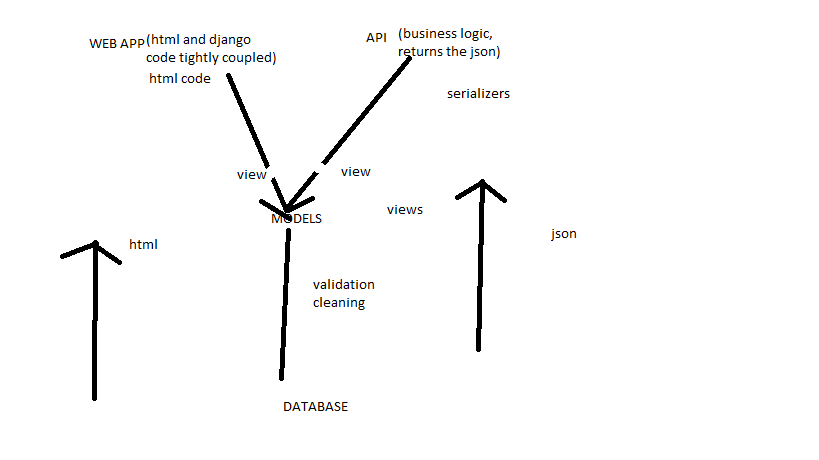 WEB APP (html and django
code tightly coupled)
html code
API (business logic,
returns the json)
serializers
view
view
MODELS
views
html
json
validation
cleaning
DATABASE